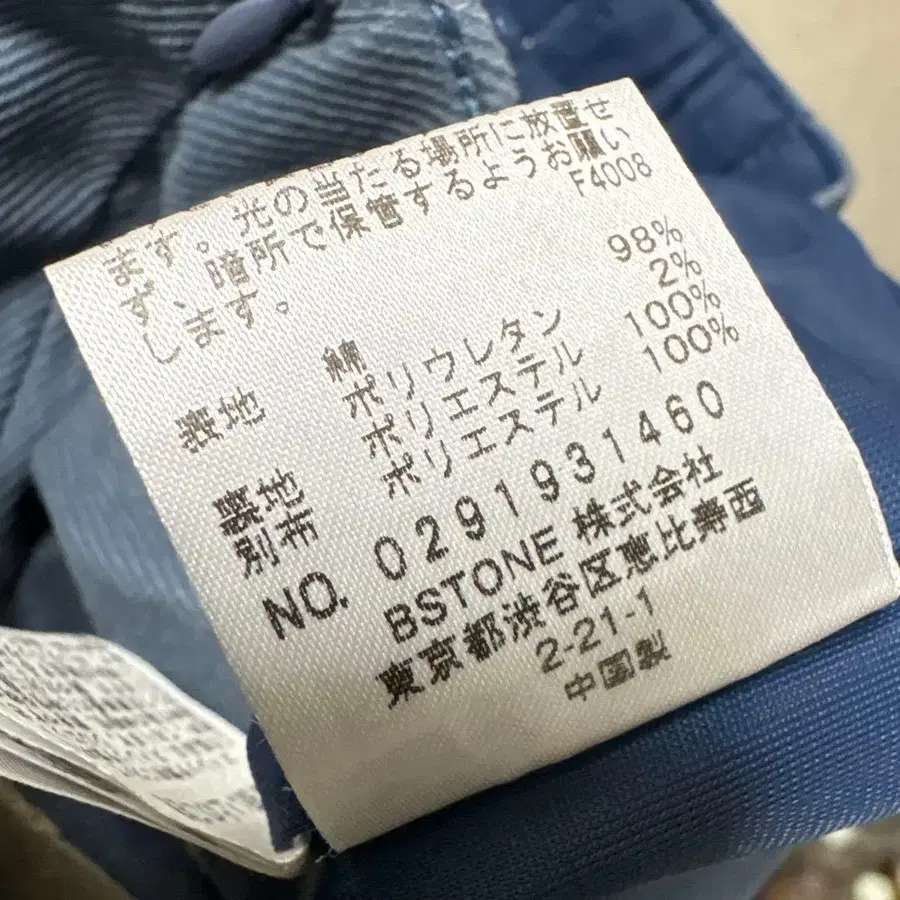 ます。光の当たる場所に放置せ
ず、暗所で保管するようお願い
します。
F4008
表地 綿 98%
ポリウレタン 2%
裏地 ポリエステル 100%
別布 ポリエステル 100%
NO. 0291931460
BSTONE 株式会社
東京都渋谷区恵比寿西
2-21-1
中国製